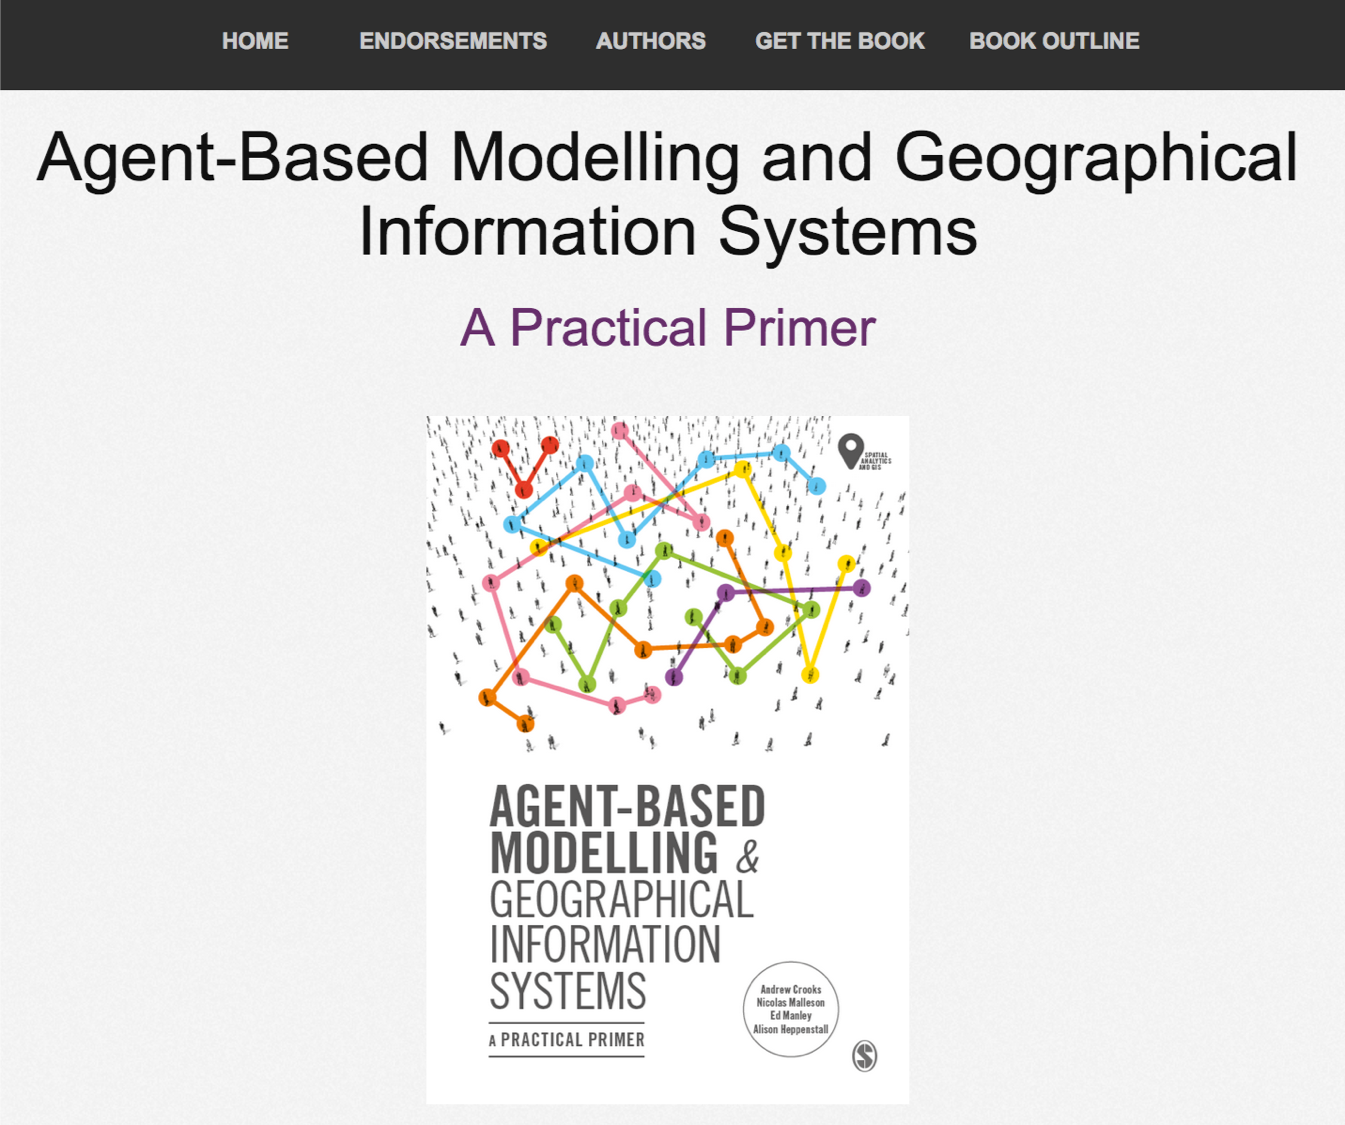 HOME ENDORSEMENTS AUTHORS GET THE BOOK BOOK OUTLINE
Agent-Based Modelling and Geographical
Information Systems
A Practical Primer
SPATIAL
ANALYTICS
AND GIS
AGENT-BASED
MODELLING &
GEOGRAPHICAL
INFORMATION
SYSTEMS
A PRACTICAL PRIMER
Andrew Crooks
Nicolas Malleson
Ed Manley
Alison Heppenstall
S